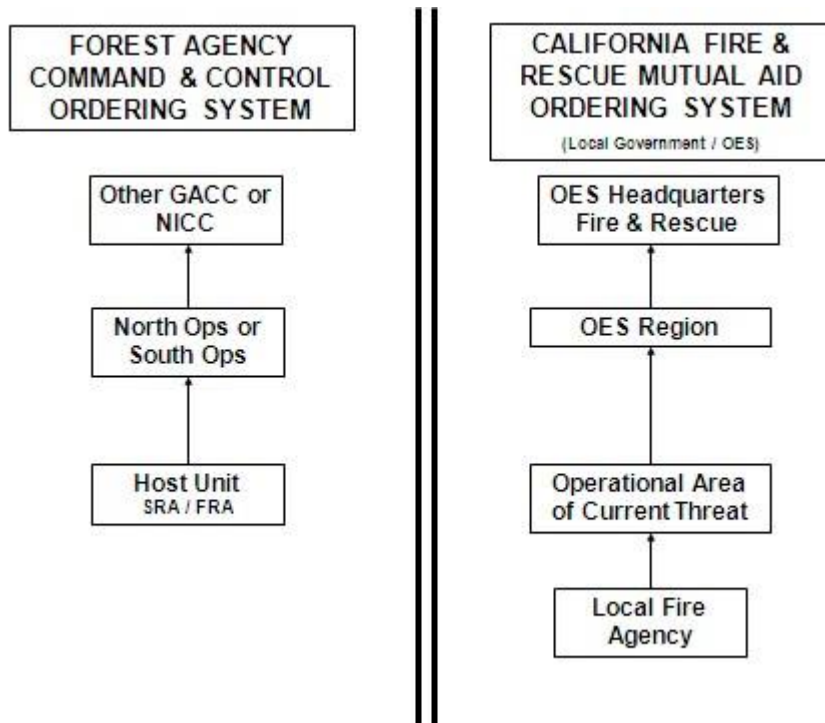 FOREST AGENCY
COMMAND & CONTROL
ORDERING SYSTEM
Other GACC or
NICC
North Ops or
South Ops
Host Unit
SRA / FRA
CALIFORNIA FIRE &
RESCUE MUTUAL AID
ORDERING SYSTEM
(Local Government / OES)
OES Headquarters
Fire & Rescue
OES Region
Operational Area
of Current Threat
Local Fire
Agency